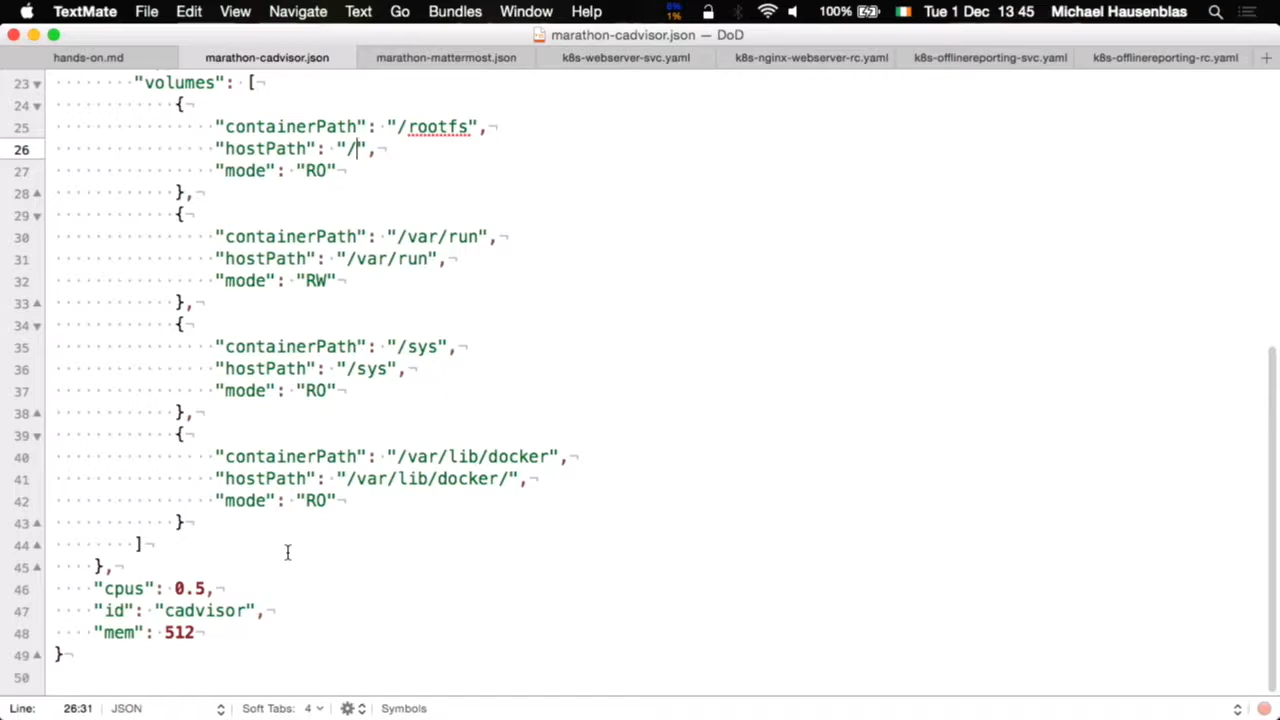 TextMate File Edit View Navigate Text Bundles Window Help 6% 1% 100% Tue 1 Dec 13 45 Michael Hausenblas
marathon-cadvisor.json — DoD
hands-on.md marathon-cadvisor.json marathon-mattermost.json k8s-webserver-svc.yaml k8s-nginx-webserver-rc.yaml k8s-offlinereporting-svc.yaml k8s-offlinereporting-rc.yaml
23 "volumes": [
24 {
25 "containerPath": "/rootfs",
26 "hostPath": "/",
27 "mode": "RO"
28 },
29 {
30 "containerPath": "/var/run",
31 "hostPath": "/var/run",
32 "mode": "RW"
33 },
34 {
35 "containerPath": "/sys",
36 "hostPath": "/sys",
37 "mode": "RO"
38 },
39 {
40 "containerPath": "/var/lib/docker",
41 "hostPath": "/var/lib/docker/",
42 "mode": "RO"
43 }
44 ]
45 },
46 "cpus": 0.5,
47 "id": "cadvisor",
48 "mem": 512
49 }
50
Line: 26:31 JSON Soft Tabs: 4 Symbols